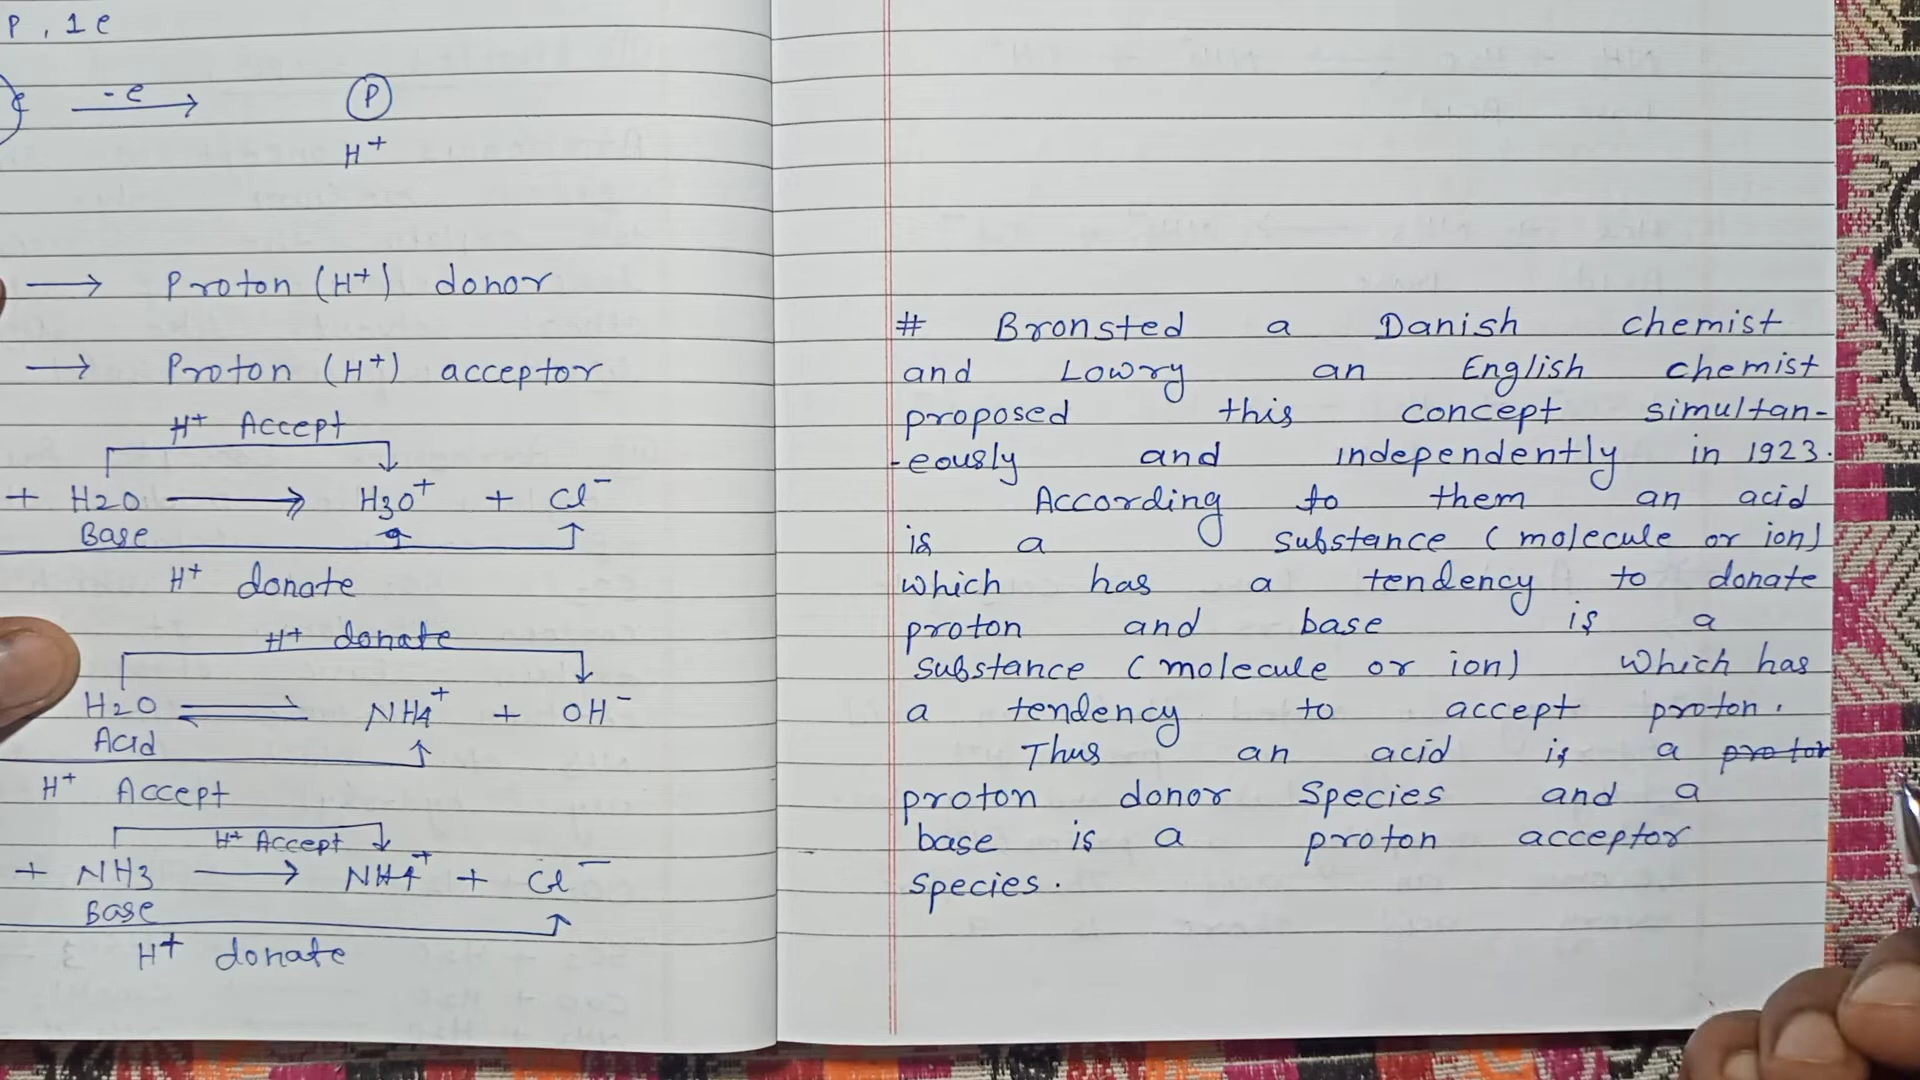 P, 1e
-e
P
H+
→ Proton (H+) donor
→ Proton (H+) acceptor
H+ Accept
+ H2O → H3O+ + Cl-
Base
H+ donate
H+ donate
H2O ⇌ NH4+ + OH-
Acid
H+ Accept
H+ Accept
+ NH3 → NH4+ + Cl-
Base
H+ donate
# Bronsted a Danish chemist
and Lowry an English chemist
proposed this concept simultan-
-eously and independently in 1923.
According to them an acid
is a substance (molecule or ion)
which has a tendency to donate
proton and base is a
substance (molecule or ion) which has
a tendency to accept proton.
Thus an acid is a proton
proton donor species and a
base is a proton acceptor
species.